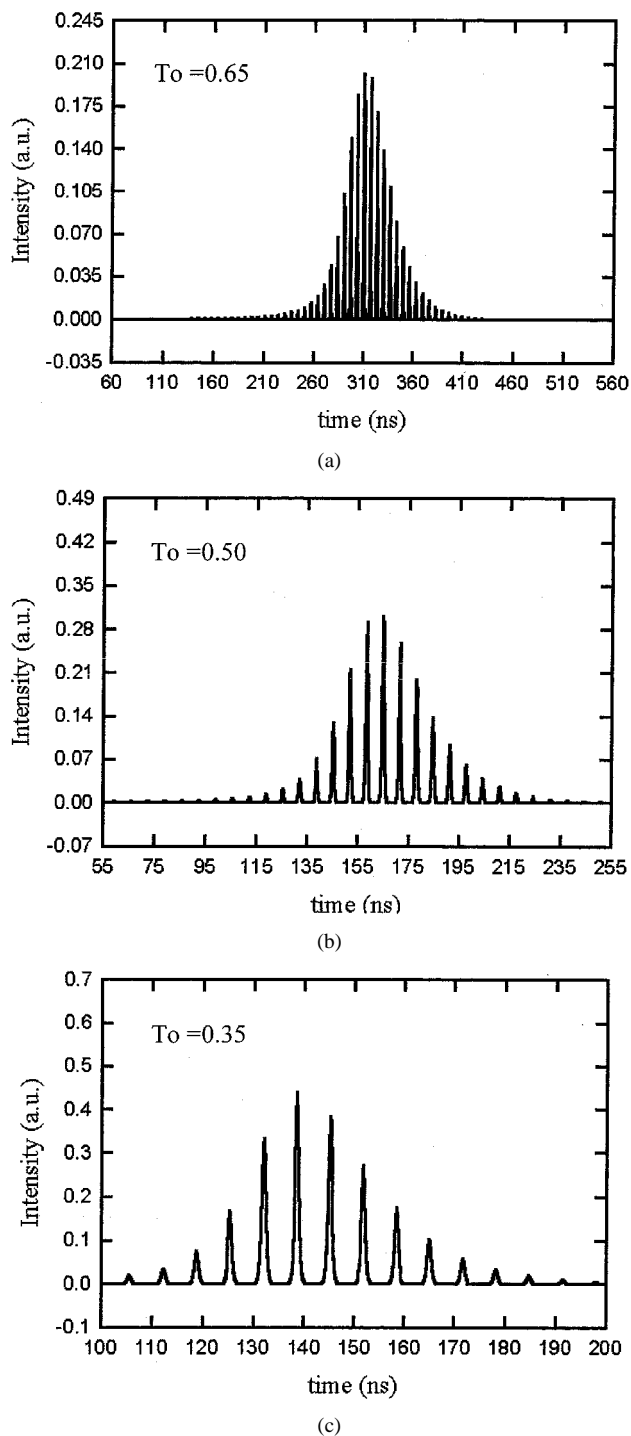 0.245
To =0.65
0.210
0.175
0.140
0.105
0.070
0.035
0.000
-0.035
Intensity (a.u.)
60 110 160 210 260 310 360 410 460 510 560
time (ns)
(a)
0.49
To =0.50
0.42
0.35
0.28
0.21
0.14
0.07
0.00
-0.07
Intensity (a.u.)
55 75 95 115 135 155 175 195 215 235 255
time (ns)
(b)
0.7
To =0.35
0.6
0.5
0.4
0.3
0.2
0.1
0.0
-0.1
Intensity (a.u.)
100 110 120 130 140 150 160 170 180 190 200
time (ns)
(c)